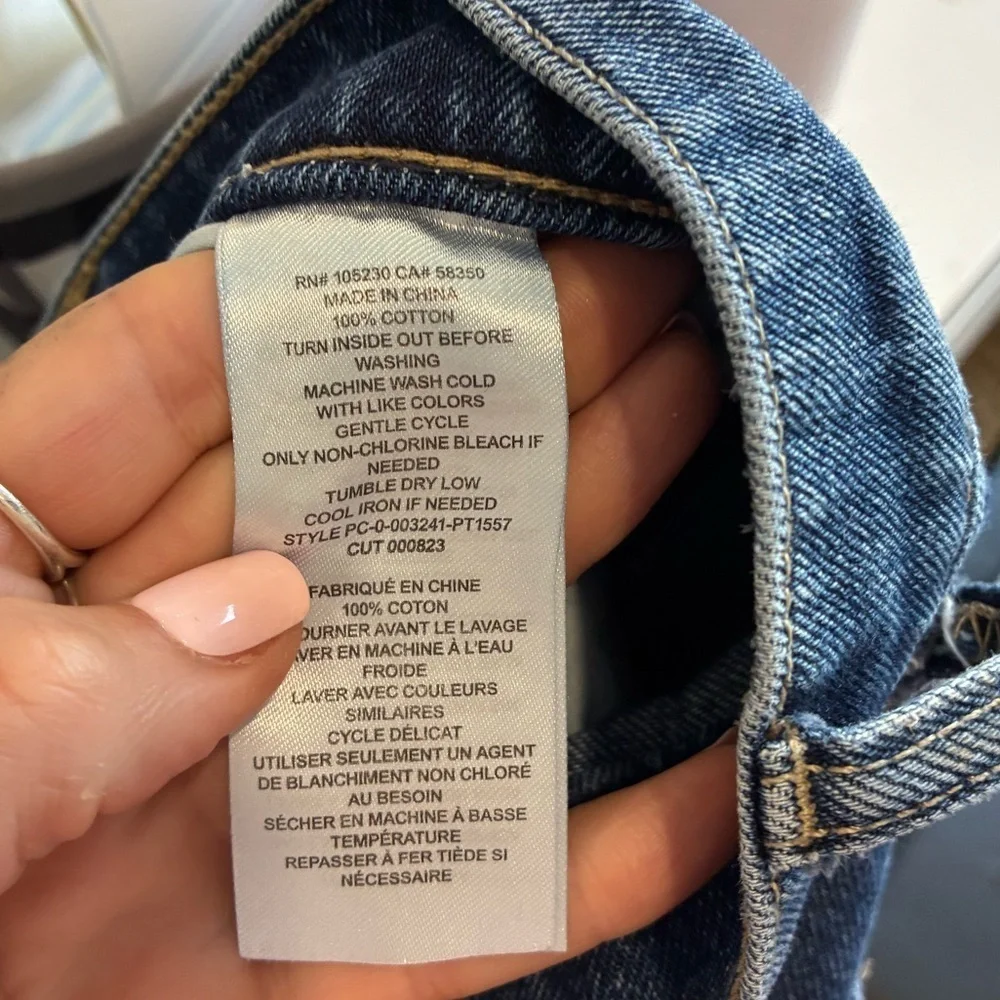 RN# 105230 CA# 58350
MADE IN CHINA
100% COTTON
TURN INSIDE OUT BEFORE
WASHING
MACHINE WASH COLD
WITH LIKE COLORS
GENTLE CYCLE
ONLY NON-CHLORINE BLEACH IF
NEEDED
TUMBLE DRY LOW
COOL IRON IF NEEDED
STYLE PC-0-003241-PT1557
CUT 000823
FABRIQUÉ EN CHINE
100% COTON
AVANT LE LAVAGE
EN MACHINE À L'EAU
FROIDE
LAVER AVEC COULEURS
SIMILAIRES
CYCLE DÉLICAT
UTILISER SEULEMENT UN AGENT
DE BLANCHIMENT NON CHLORÉ
AU BESOIN
SÉCHER EN MACHINE À BASSE
TEMPÉRATURE
REPASSER À FER TIÈDE SI
NÉCESSAIRE